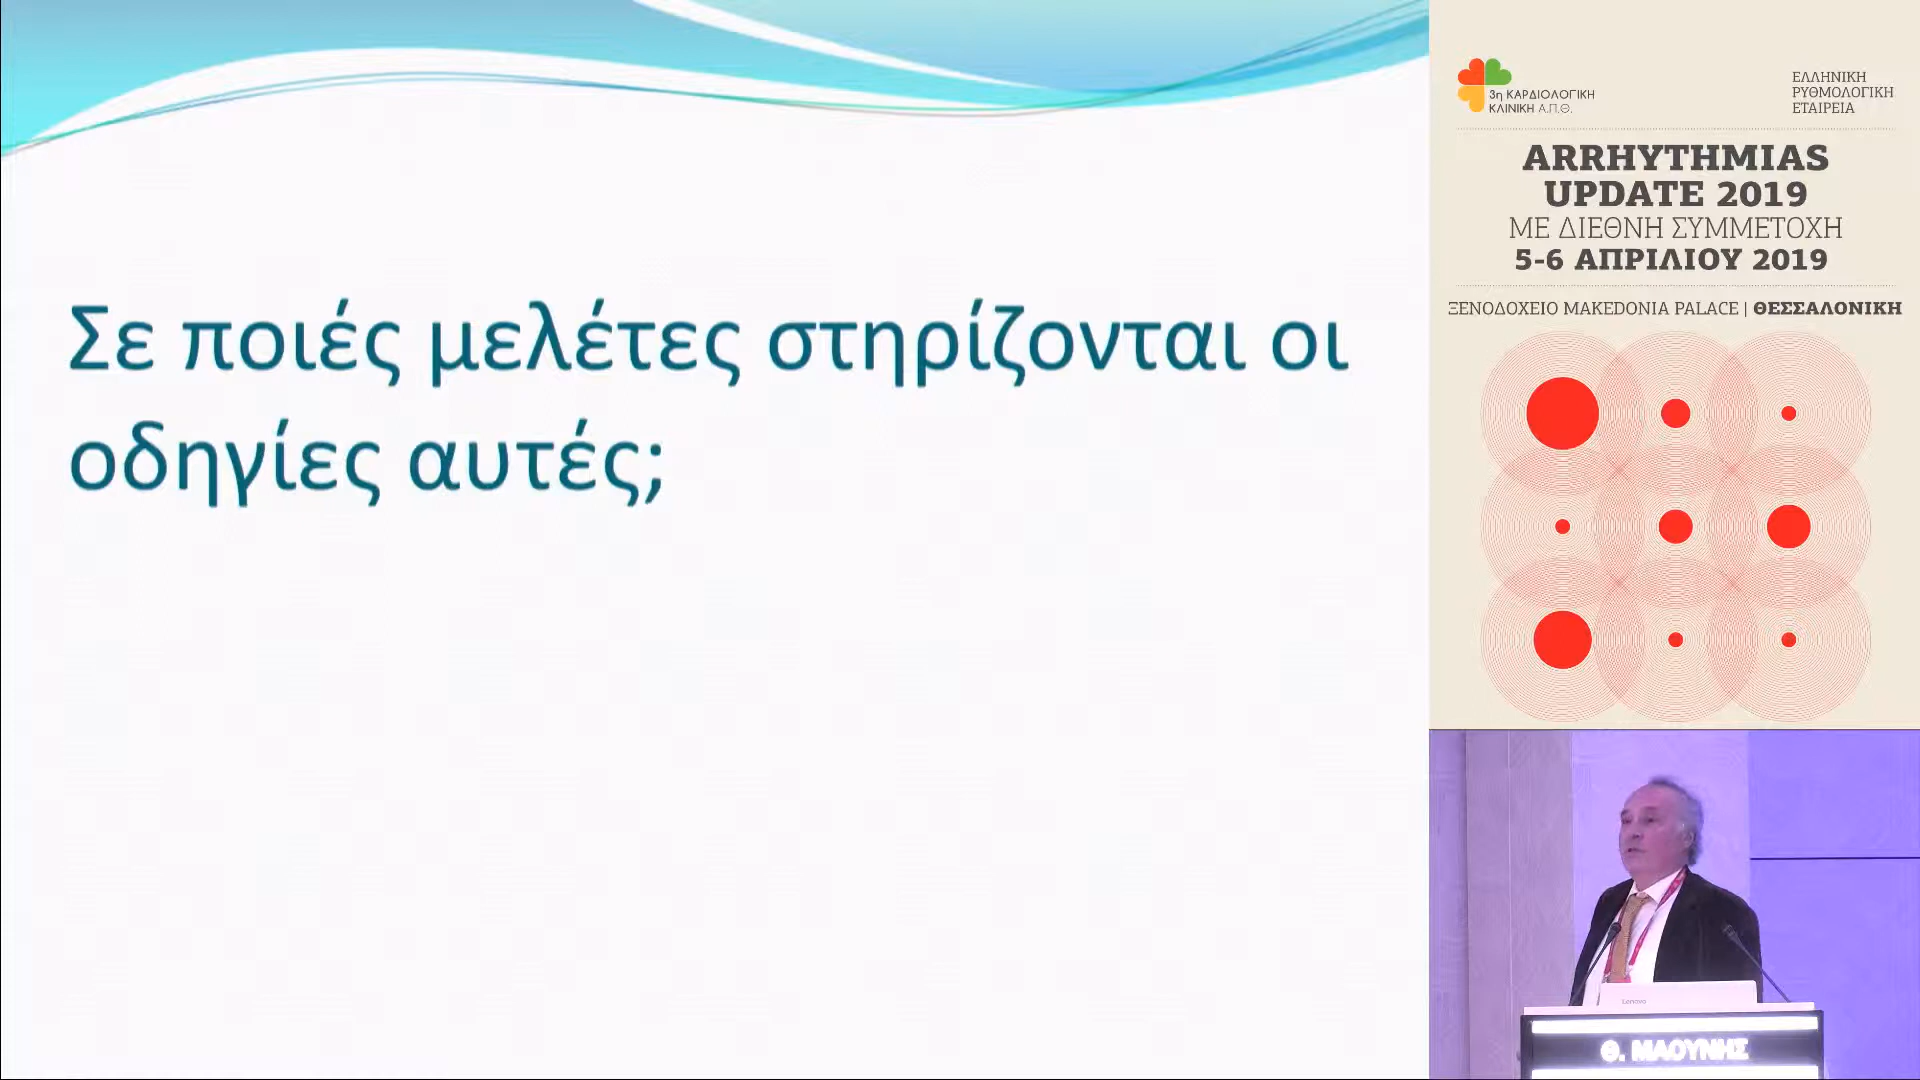 Σε ποιές μελέτες στηρίζονται οι
οδηγίες αυτές;
3η ΚΑΡΔΙΟΛΟΓΙΚΗ
ΚΛΙΝΙΚΗ Α.Π.Θ.
ΕΛΛΗΝΙΚΗ
ΡΥΘΜΟΛΟΓΙΚΗ
ΕΤΑΙΡΕΙΑ
ARRHYTHMIAS
UPDATE 2019
ΜΕ ΔΙΕΘΝΗ ΣΥΜΜΕΤΟΧΗ
5-6 ΑΠΡΙΛΙΟΥ 2019
ΞΕΝΟΔΟΧΕΙΟ MAKEDONIA PALACE | ΘΕΣΣΑΛΟΝΙΚΗ
Lenovo
Θ. ΜΑΟΥΝΗΣ